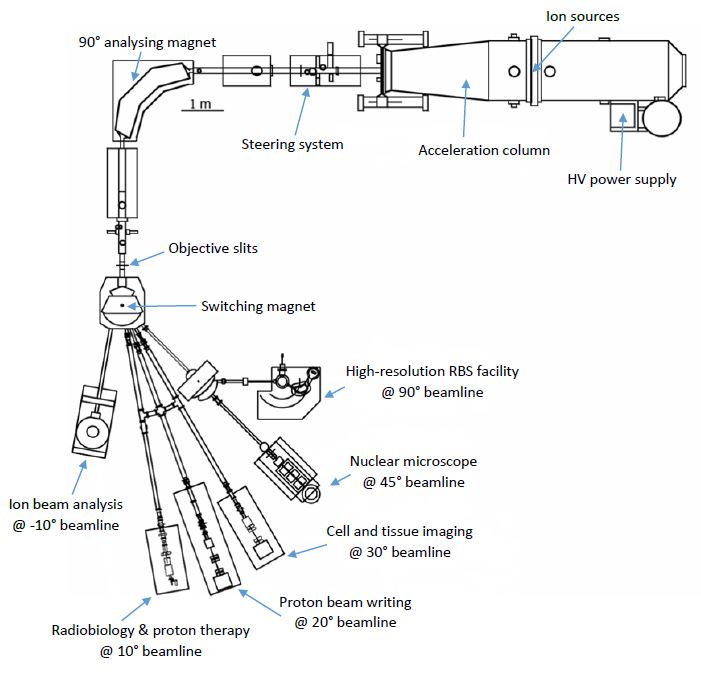 Ion sources
90° analysing magnet
1 m
Steering system
Acceleration column
HV power supply
Objective slits
Switching magnet
High-resolution RBS facility
@ 90° beamline
Nuclear microscope
@ 45° beamline
Ion beam analysis
@ -10° beamline
Cell and tissue imaging
@ 30° beamline
Proton beam writing
@ 20° beamline
Radiobiology & proton therapy
@ 10° beamline